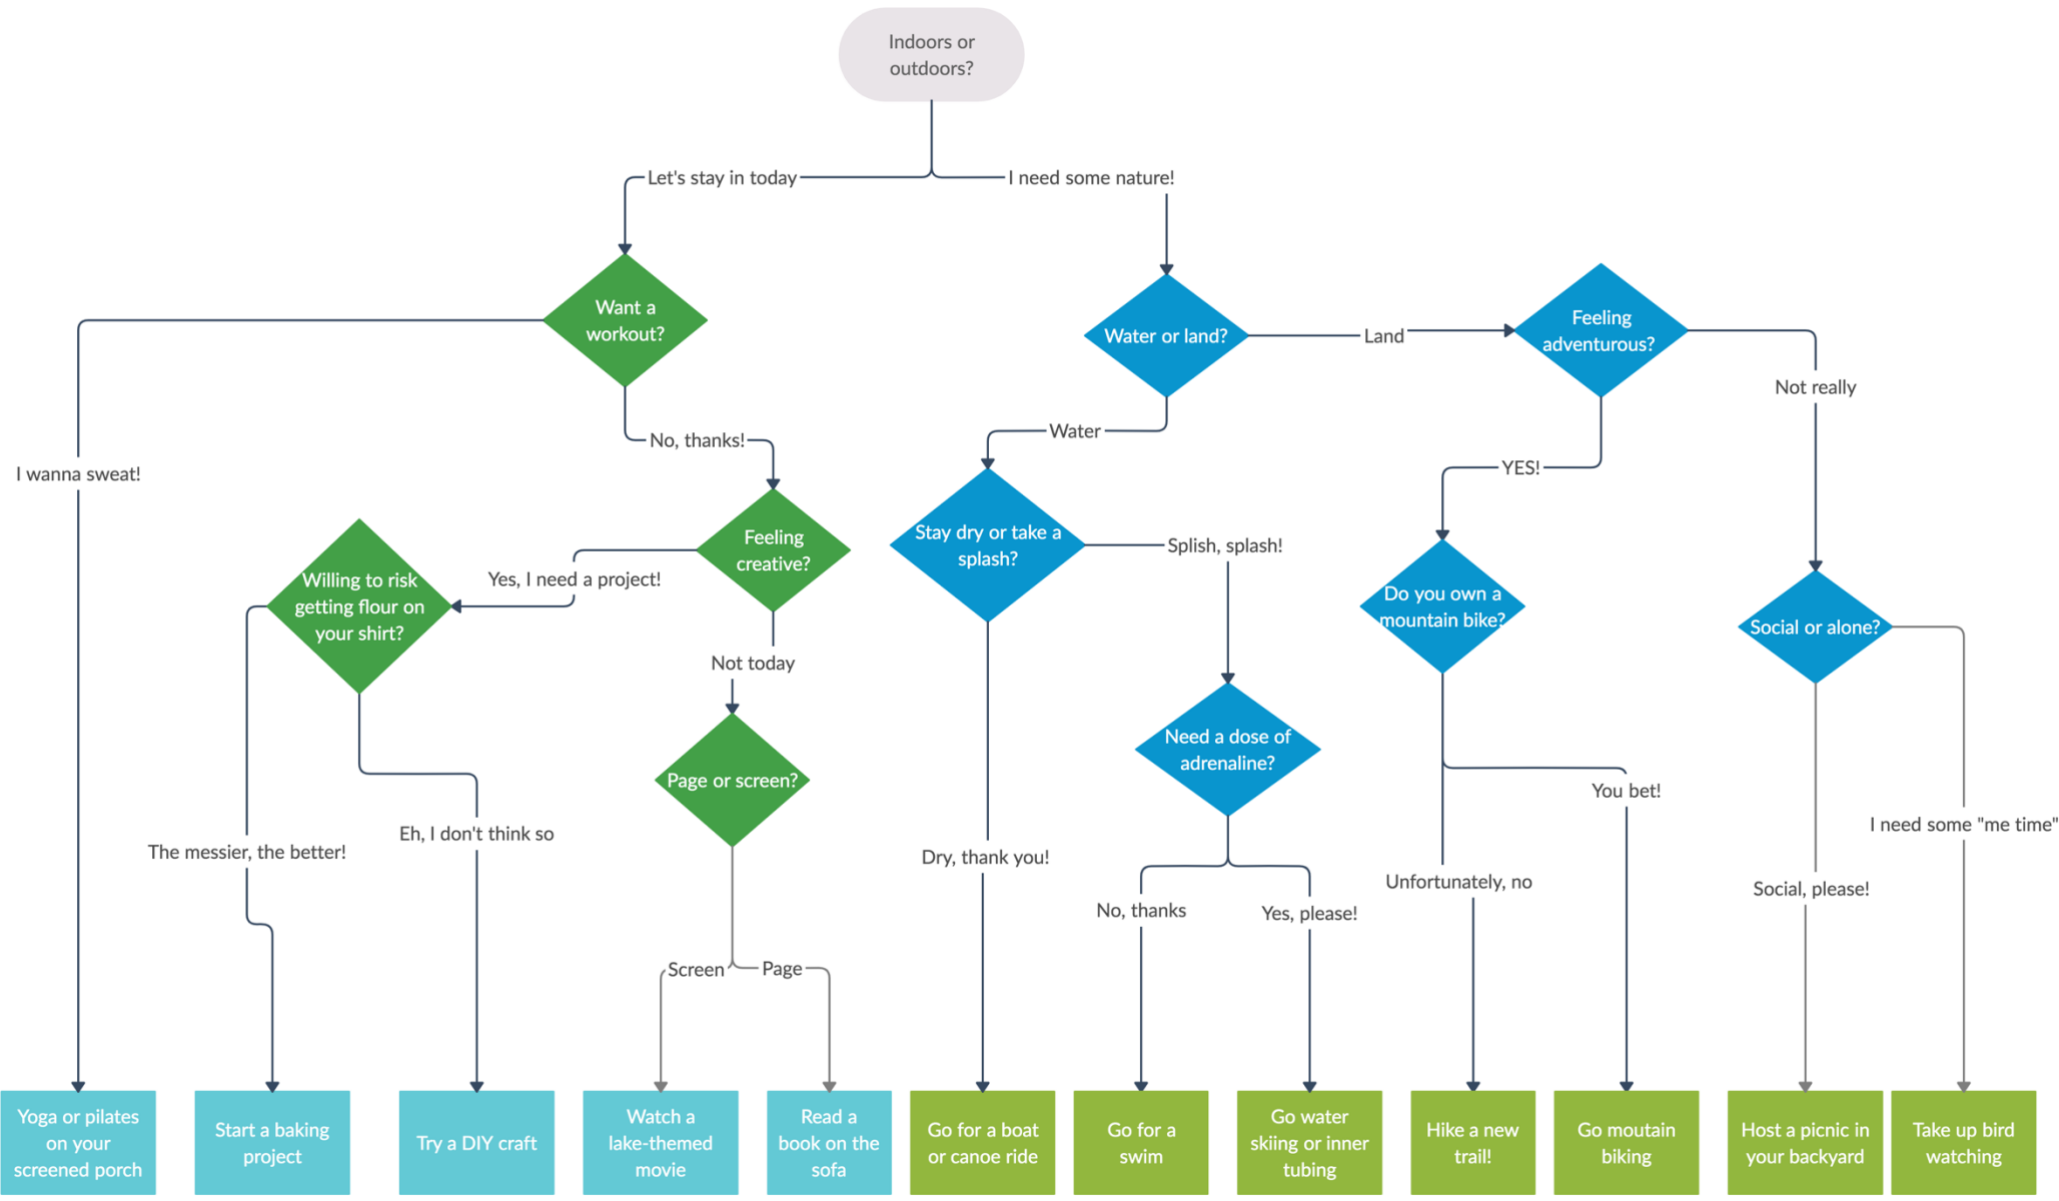 Indoors or
outdoors?
Let's stay in today
I need some nature!
Want a
workout?
Water or land?
Land
Feeling
adventurous?
Not really
No, thanks!
Water
YES!
I wanna sweat!
Feeling
creative?
Stay dry or take a
splash?
Splish, splash!
Yes, I need a project!
Willing to risk
getting flour on
your shirt?
Do you own a
mountain bike?
Social or alone?
Not today
Need a dose of
adrenaline?
Page or screen?
You bet!
I need some "me time"
Eh, I don't think so
The messier, the better!
Dry, thank you!
Unfortunately, no
Social, please!
No, thanks
Yes, please!
Screen
Page
Yoga or pilates
on your
screened porch
Start a baking
project
Try a DIY craft
Watch a
lake-themed
movie
Read a
book on the
sofa
Go for a boat
or canoe ride
Go for a
swim
Go water
skiing or inner
tubing
Hike a new
trail!
Go moutain
biking
Host a picnic in
your backyard
Take up bird
watching